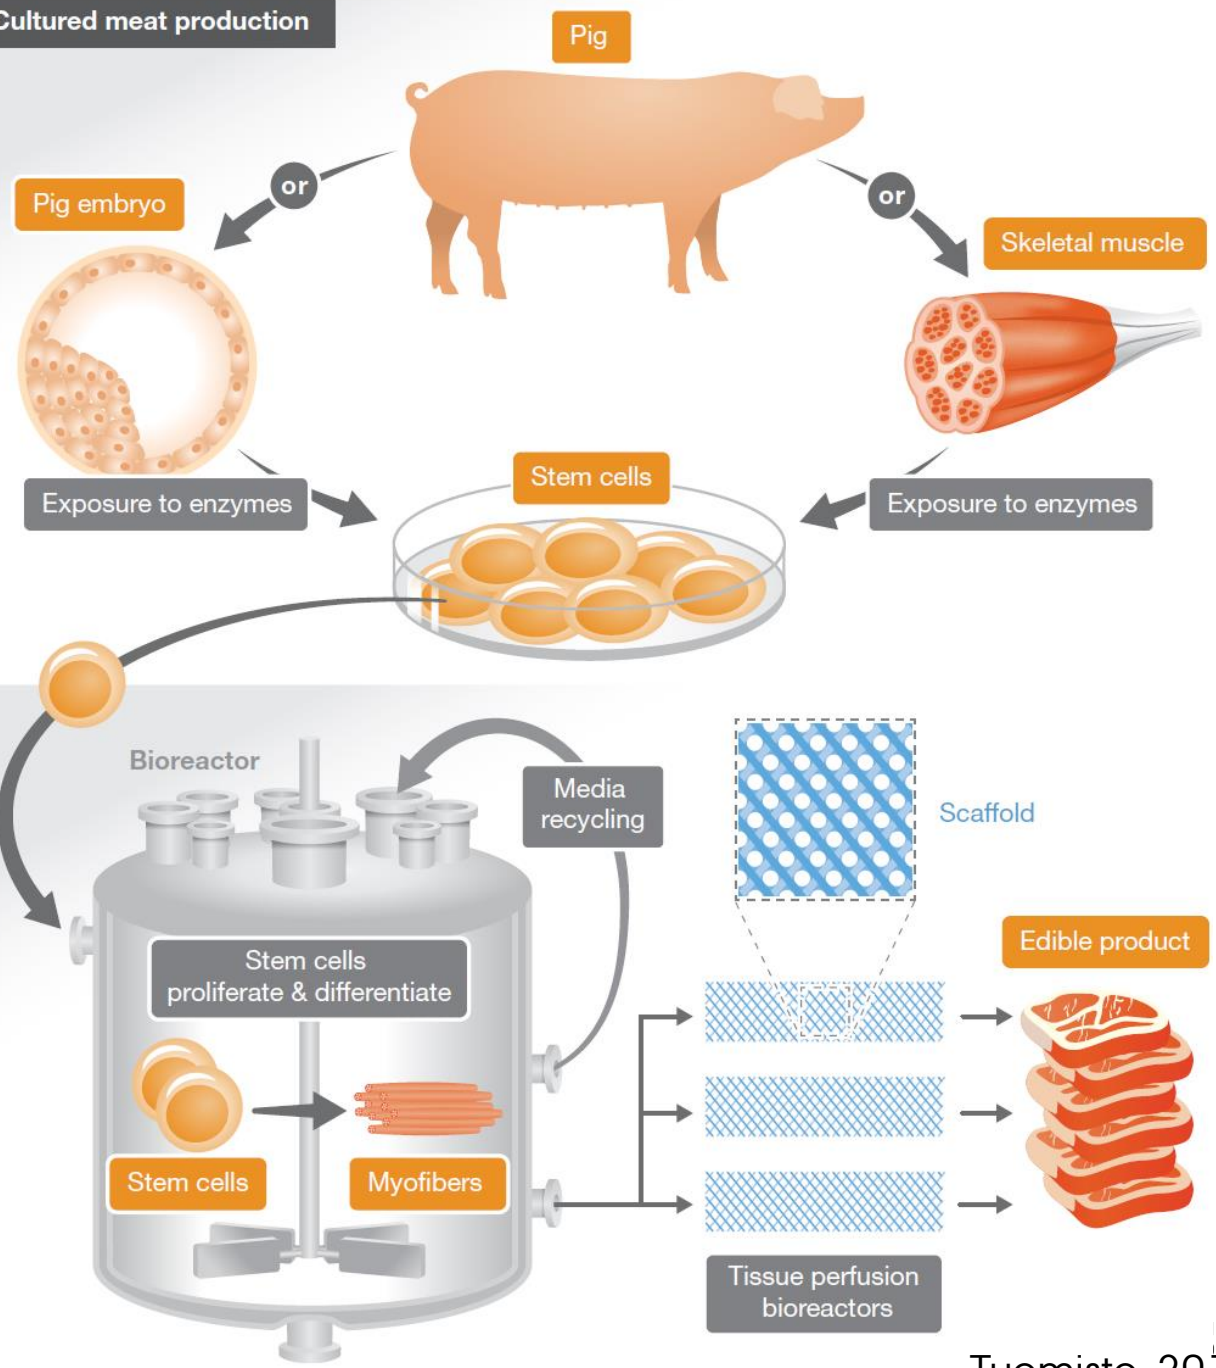 Cultured meat production
Pig
or
or
Pig embryo
Skeletal muscle
Exposure to enzymes
Stem cells
Exposure to enzymes
Bioreactor
Media
recycling
Scaffold
Stem cells
proliferate & differentiate
Edible product
Stem cells
Myofibers
Tissue perfusion
bioreactors